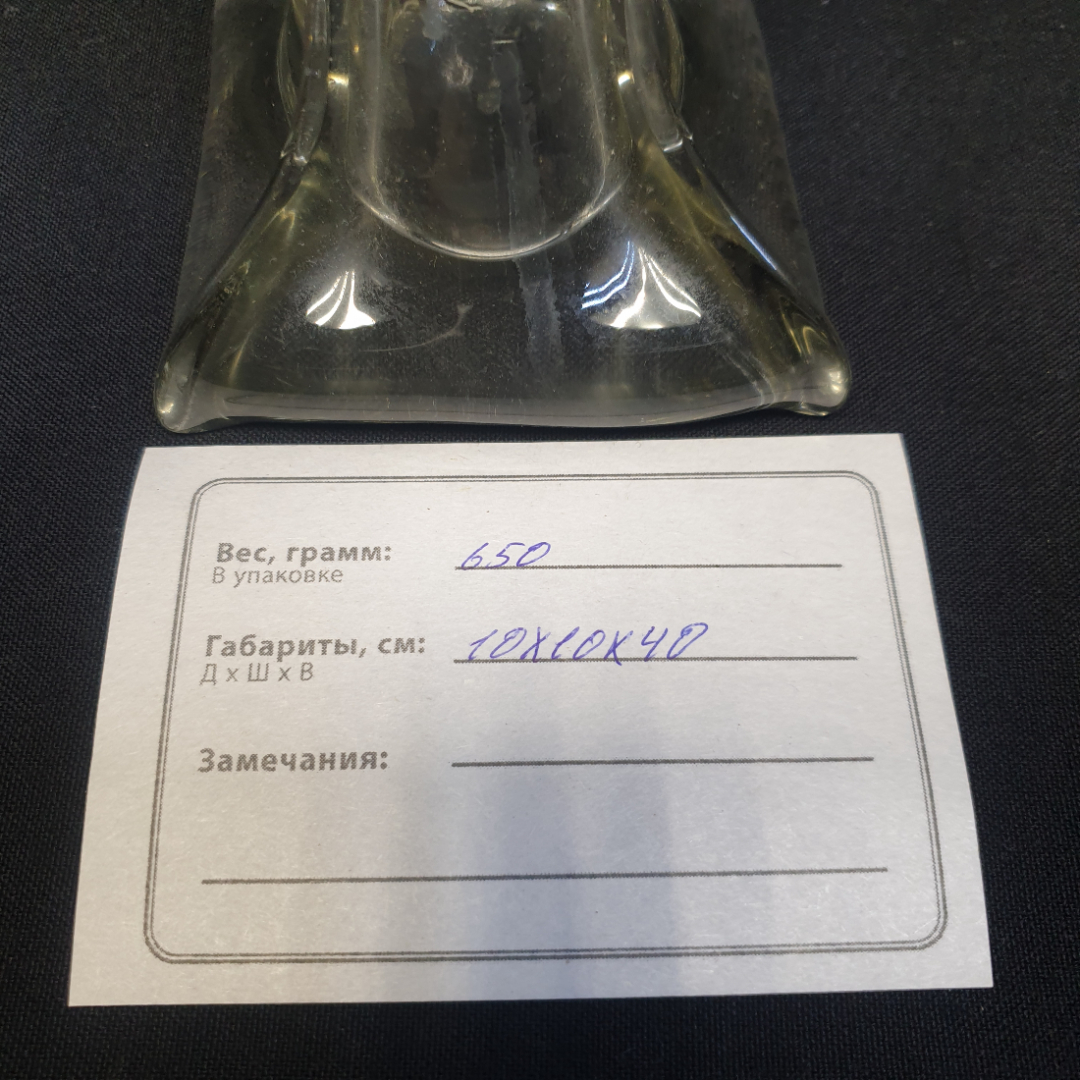 Вес, грамм: 650
В упаковке
Габариты, см: 10х10х40
Д х Ш х В
Замечания: